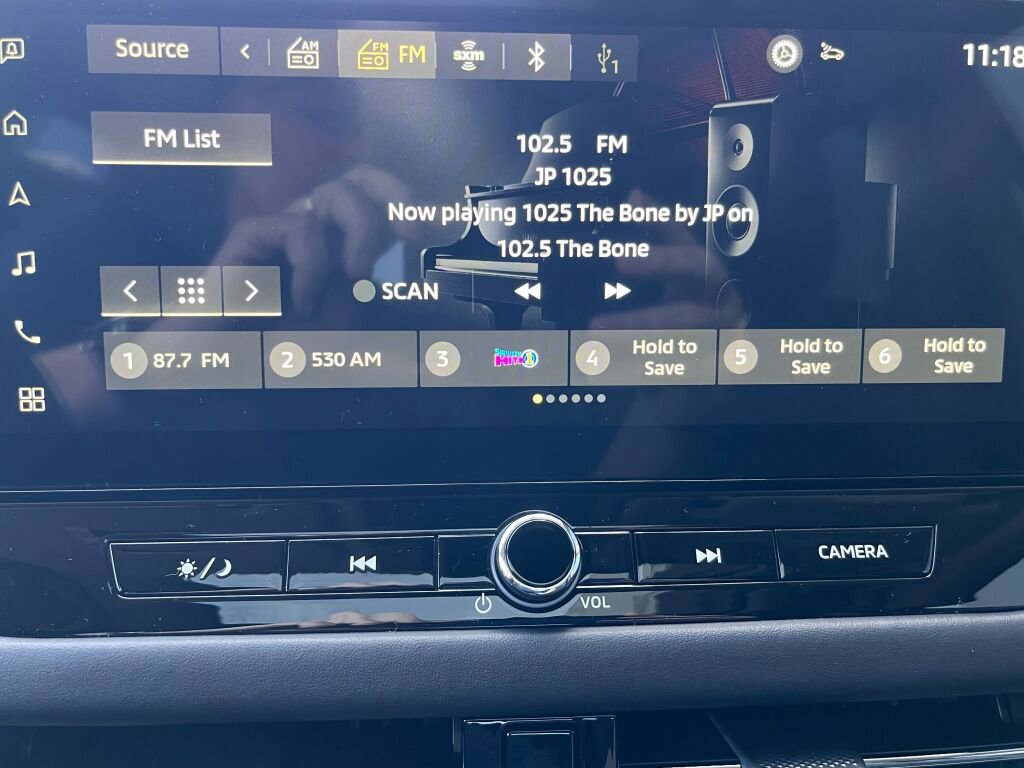 Source
AM
FM FM
sxm
1
11:18
FM List
102.5 FM
JP 1025
Now playing 1025 The Bone by JP on
102.5 The Bone
SCAN
1 87.7 FM
2 530 AM
3
4 Hold to
Save
5 Hold to
Save
6 Hold to
Save
CAMERA
VOL